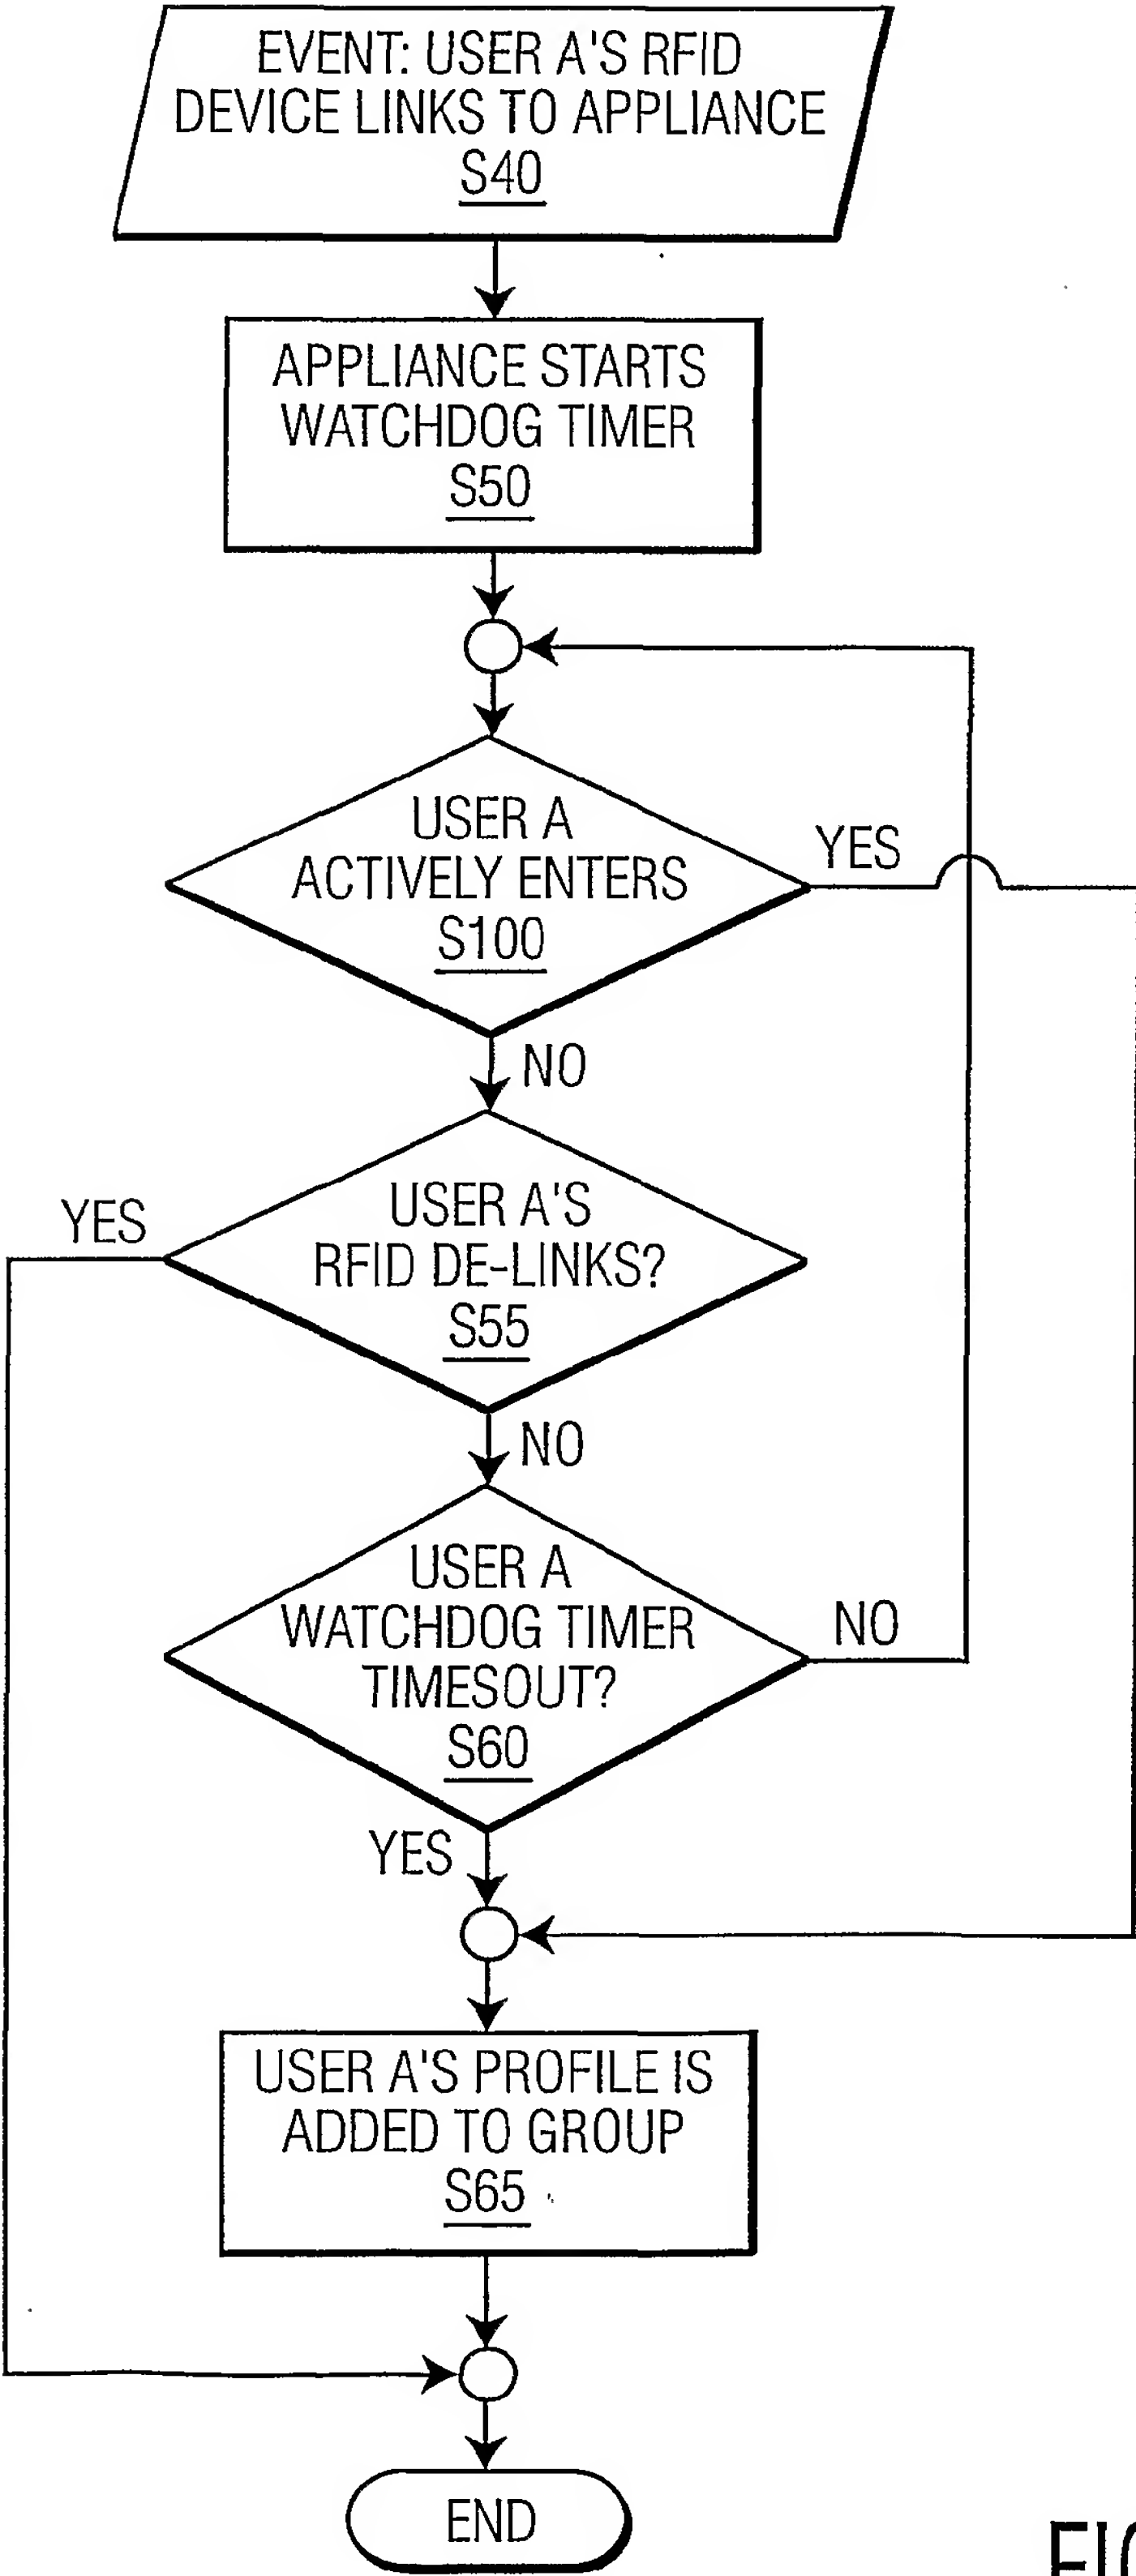 EVENT: USER A'S RFID
DEVICE LINKS TO APPLIANCE
S40
APPLIANCE STARTS
WATCHDOG TIMER
S50
USER A
ACTIVELY ENTERS
S100
YES
NO
USER A'S
RFID DE-LINKS?
S55
YES
NO
USER A
WATCHDOG TIMER
TIMESOUT?
S60
NO
YES
USER A'S PROFILE IS
ADDED TO GROUP
S65
END